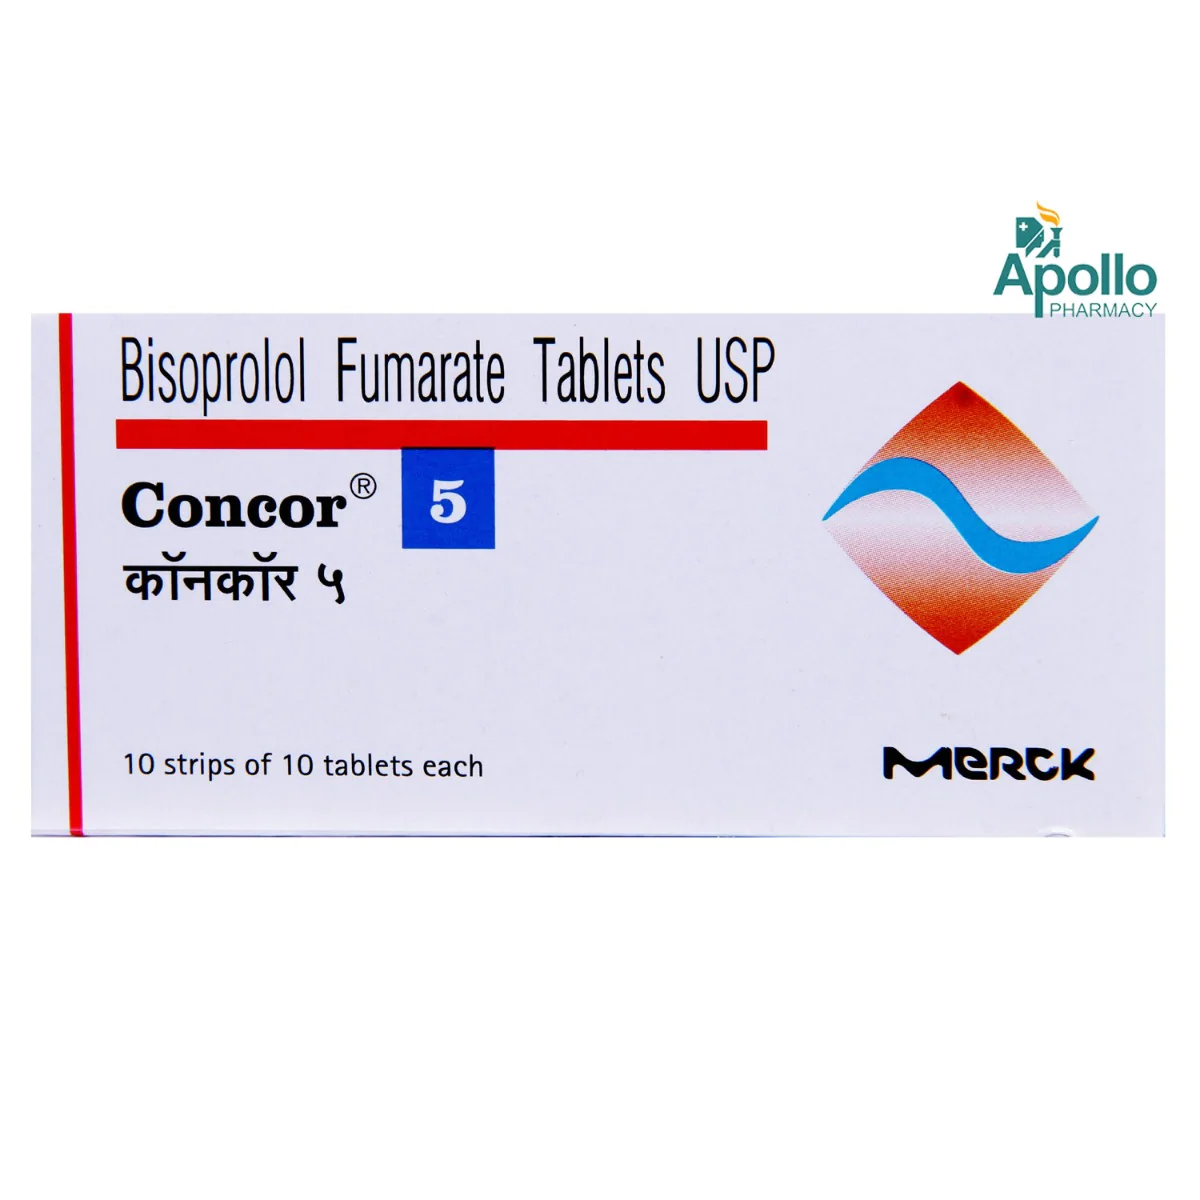 Apollo
PHARMACY
Bisoprolol Fumarate Tablets USP
Concor® 5
कॉनकॉर ५
10 strips of 10 tablets each
MERCK